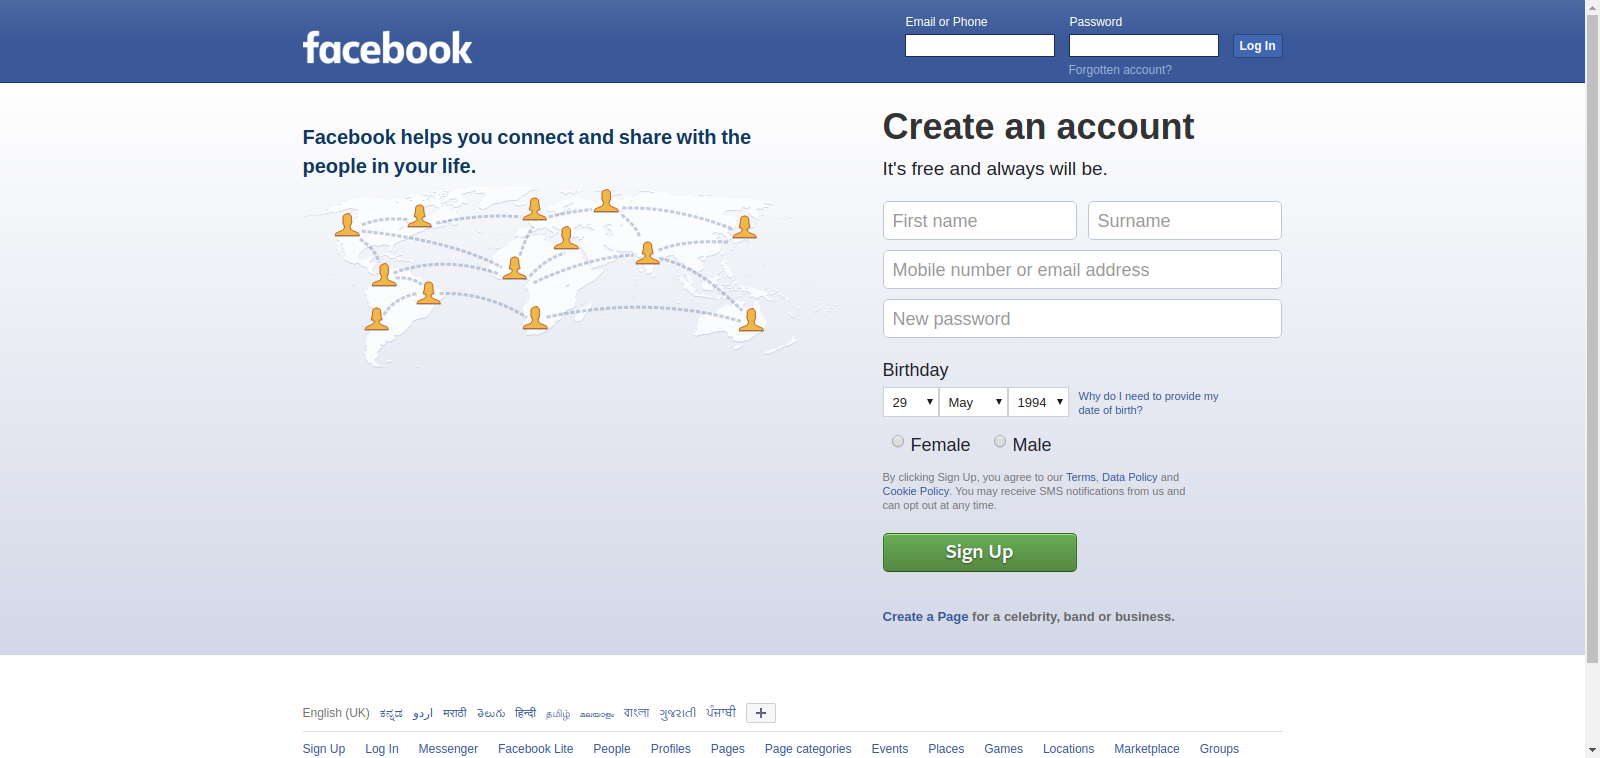 facebook
Email or Phone
Password
Log In
Forgotten account?
Facebook helps you connect and share with the
people in your life.
Create an account
It's free and always will be.
First name
Surname
Mobile number or email address
New password
Birthday
29
May
1994
Why do I need to provide my
date of birth?
Female
Male
By clicking Sign Up, you agree to our Terms, Data Policy and
Cookie Policy. You may receive SMS notifications from us and
can opt out at any time.
Sign Up
Create a Page for a celebrity, band or business.
English (UK) ಕನ್ನಡ اردو मराठी తెలుగు हिन्दी தமிழ் മലയാളം বাংলা ગુજરાતી ਪੰਜਾਬੀ +
Sign Up Log In Messenger Facebook Lite People Profiles Pages Page categories Events Places Games Locations Marketplace Groups